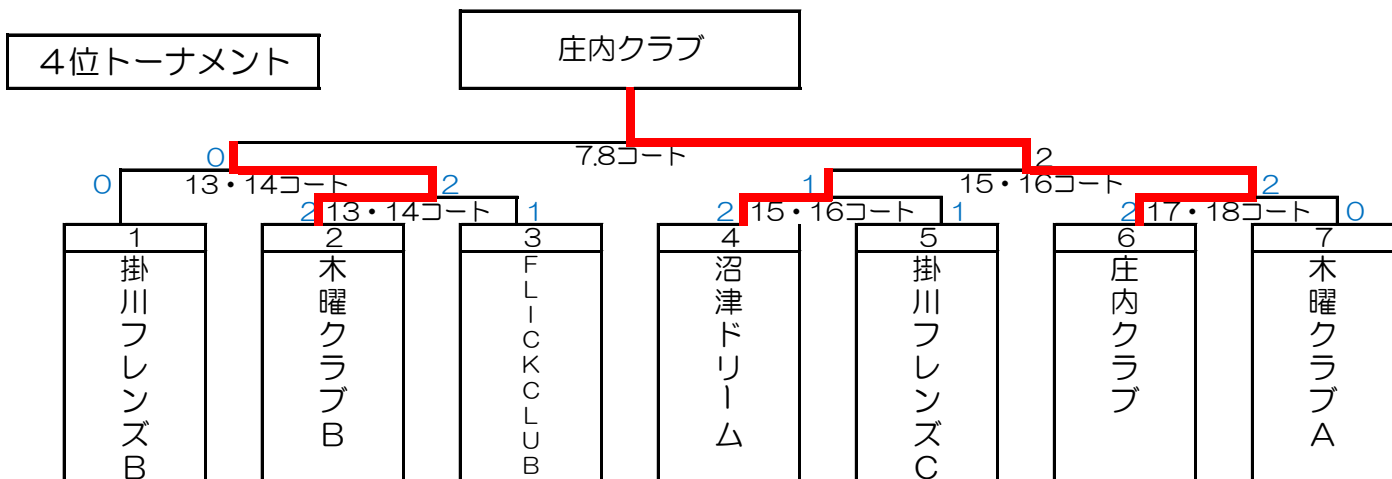 庄内クラブ
４位トーナメント
7.8コート
0
2
0
13・14コート
2
1
15・16コート
2
2
13・14コート
1
2
15・16コート
1
2
17・18コート
0
1
2
3
4
5
6
7
掛川フレンズB
木曜クラブB
FLICKCLUB
沼津ドリーム
掛川フレンズC
庄内クラブ
木曜クラブA